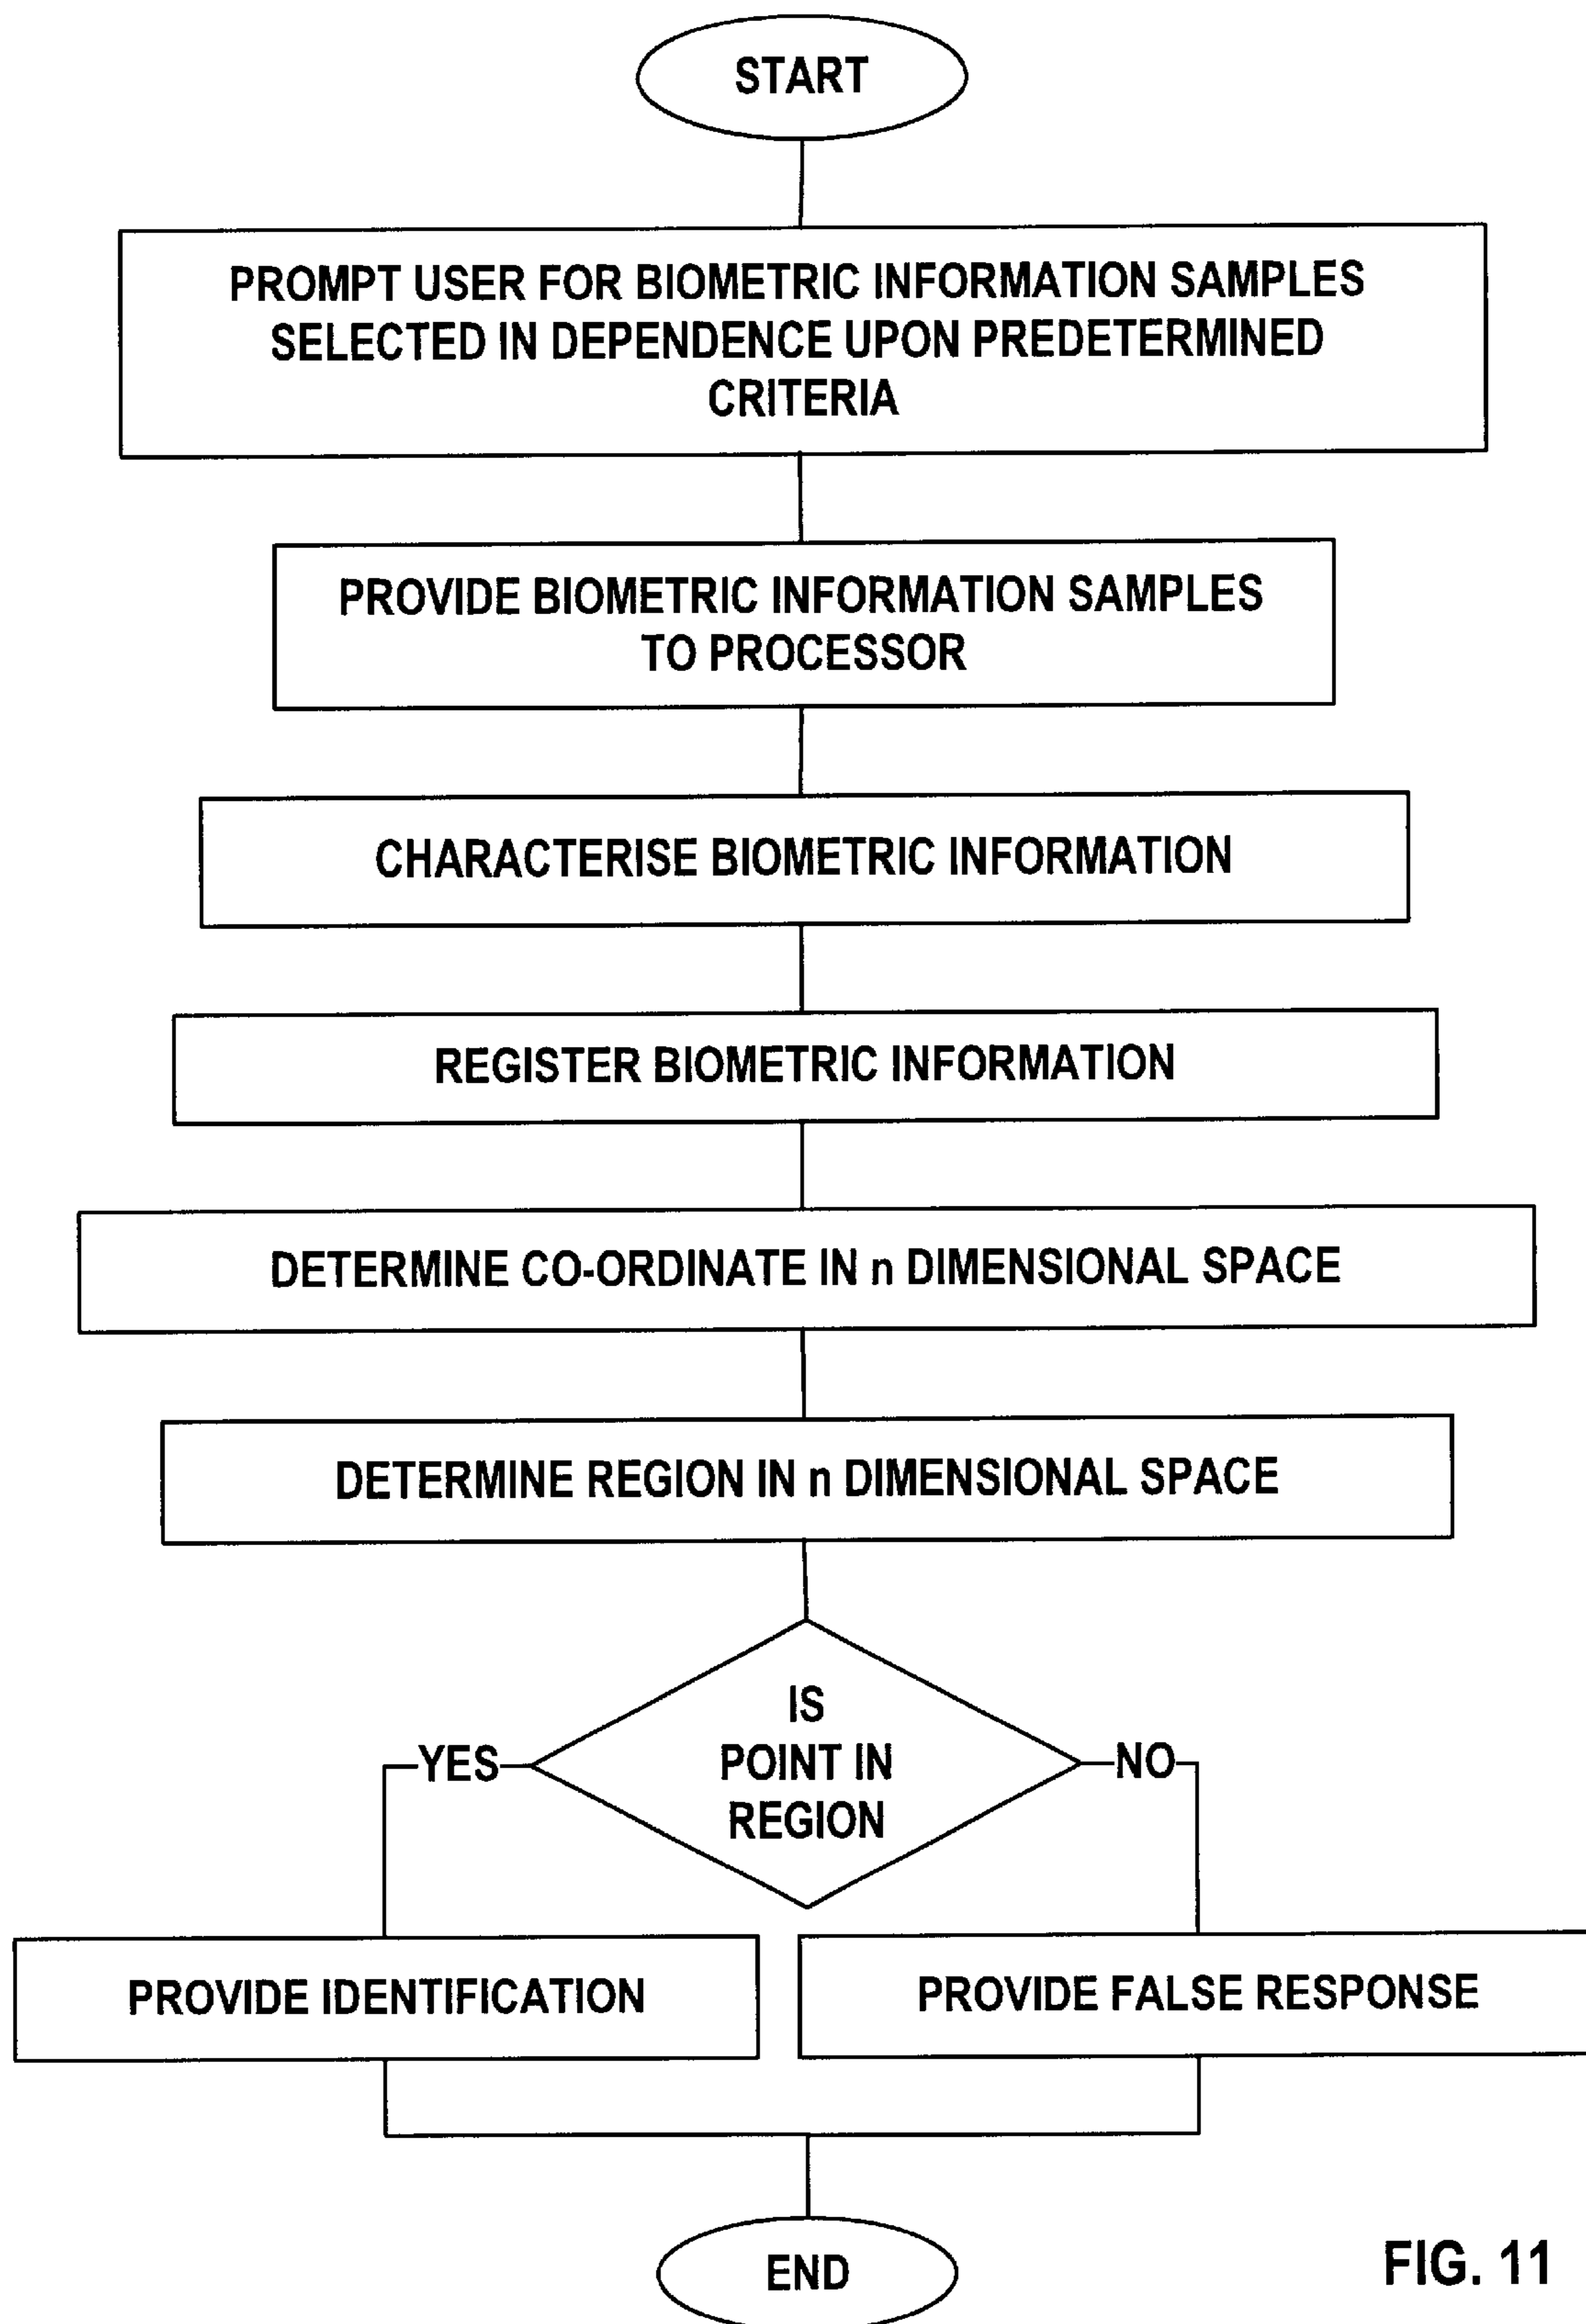 START
PROMPT USER FOR BIOMETRIC INFORMATION SAMPLES
SELECTED IN DEPENDENCE UPON PREDETERMINED
CRITERIA
PROVIDE BIOMETRIC INFORMATION SAMPLES
TO PROCESSOR
CHARACTERISE BIOMETRIC INFORMATION
REGISTER BIOMETRIC INFORMATION
DETERMINE CO-ORDINATE IN n DIMENSIONAL SPACE
DETERMINE REGION IN n DIMENSIONAL SPACE
IS
POINT IN
REGION
YES
NO
PROVIDE IDENTIFICATION
PROVIDE FALSE RESPONSE
END
FIG. 11